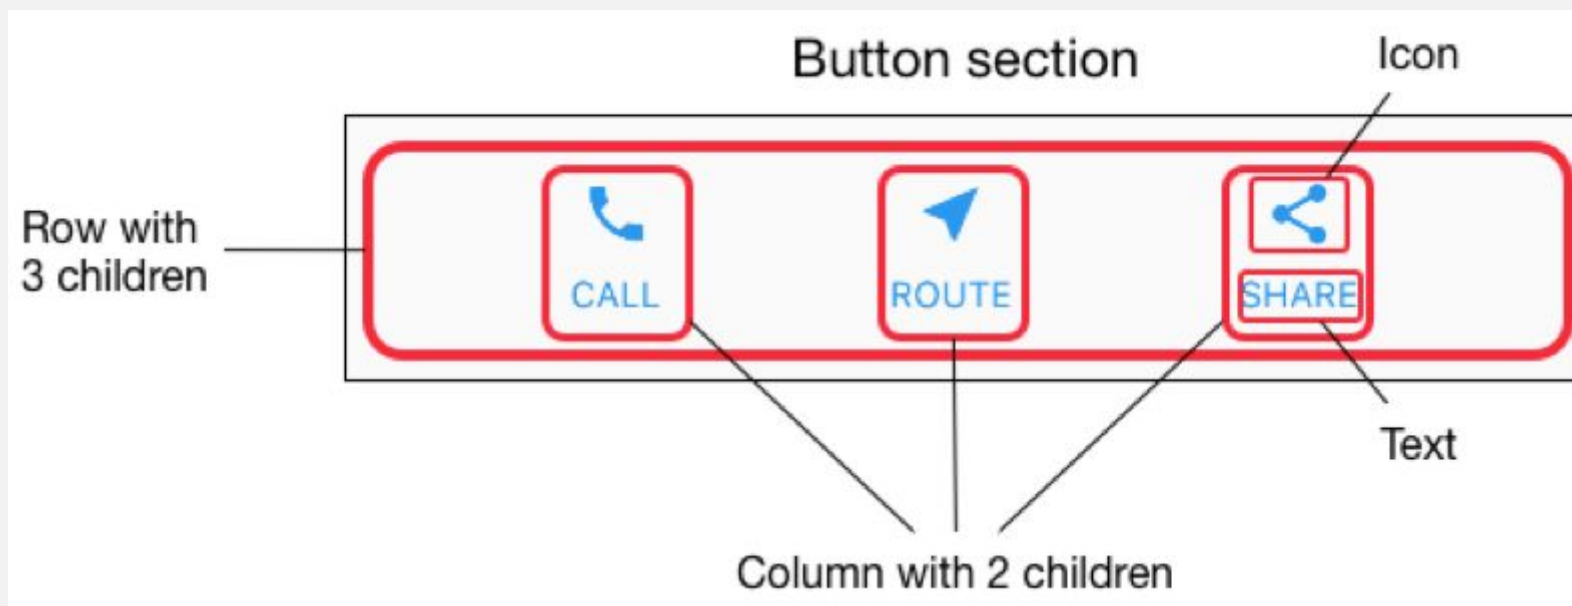 Button section
Icon
Row with
3 children
CALL
ROUTE
SHARE
Text
Column with 2 children